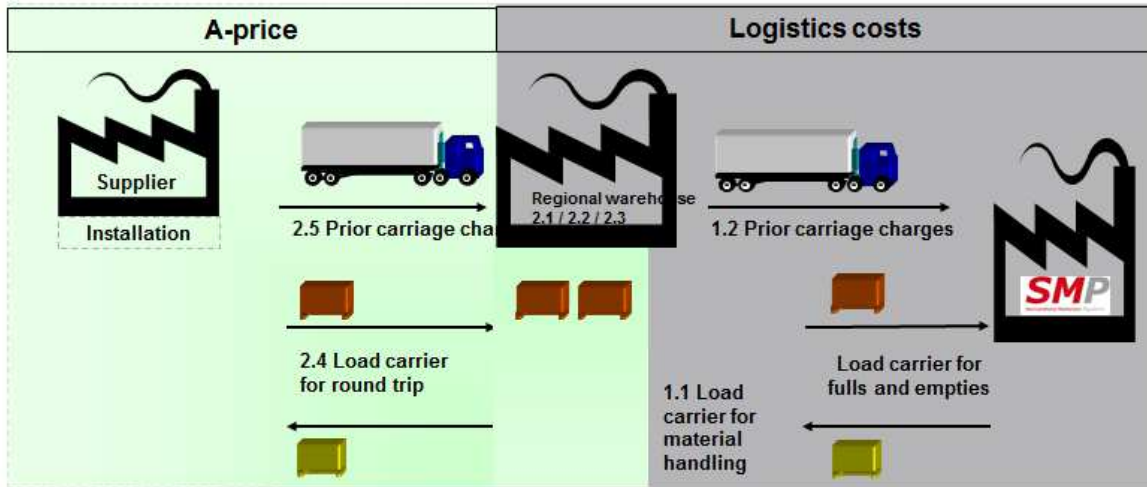 A-price
Logistics costs
Supplier
Installation
Regional warehouse
2.1 / 2.2 / 2.3
2.5 Prior carriage cha
1.2 Prior carriage charges
SMP
2.4 Load carrier
for round trip
Load carrier for
fulls and empties
1.1 Load
carrier for
material
handling